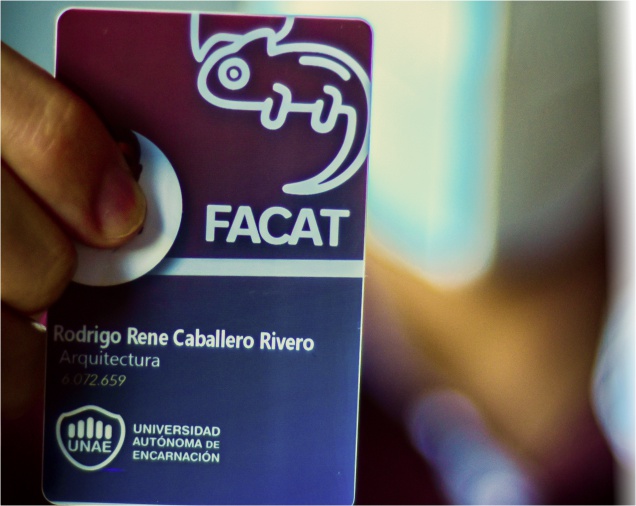 FACAT
Rodrigo Rene Caballero Rivero
Arquitectura
6.072.659
UNAE
UNIVERSIDAD
AUTÓNOMA DE
ENCARNACIÓN